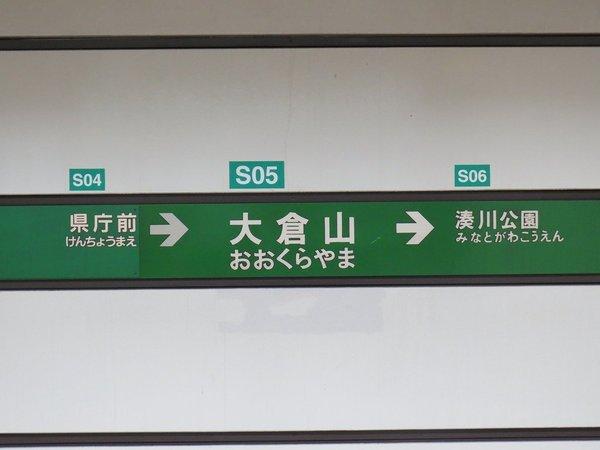 S04
県庁前
けんちょうまえ
S05
大倉山
おおくらやま
S06
湊川公園
みなとがわこうえん